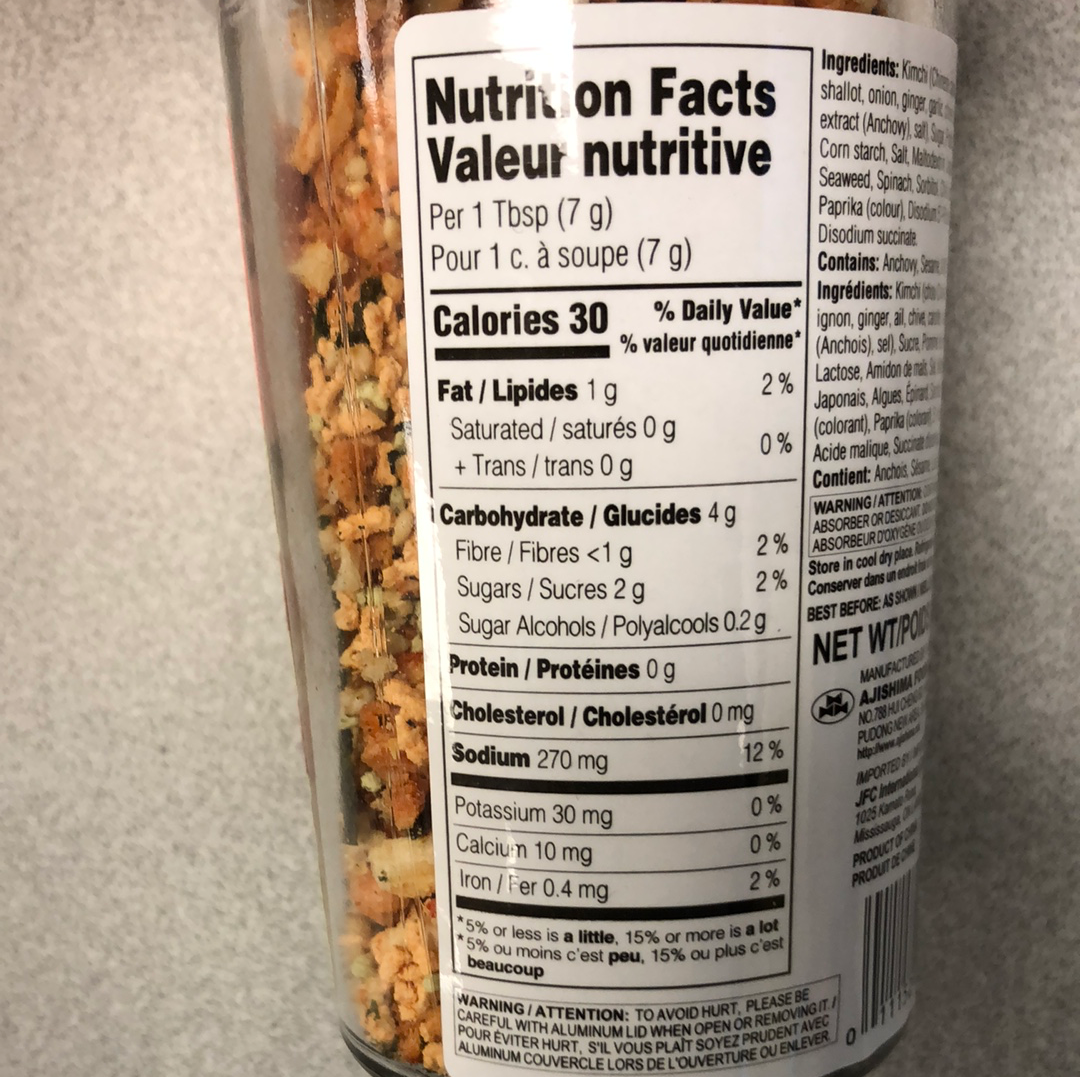 Nutrition Facts
Valeur nutritive
Per 1 Tbsp (7 g)
Pour 1 c. à soupe (7 g)
Calories 30
% Daily Value*
% valeur quotidienne*
Fat / Lipides 1 g 2 %
Saturated / saturés 0 g
+ Trans / trans 0 g
0 %
Carbohydrate / Glucides 4 g
Fibre / Fibres <1 g 2 %
Sugars / Sucres 2 g 2 %
Sugar Alcohols / Polyalcools 0.2 g
Protein / Protéines 0 g
Cholesterol / Cholestérol 0 mg
Sodium 270 mg 12 %
Potassium 30 mg 0 %
Calcium 10 mg 0 %
Iron / Fer 0.4 mg 2 %
*5% or less is a little, 15% or more is a lot
*5% ou moins c'est peu, 15% ou plus c'est
beaucoup
WARNING / ATTENTION: TO AVOID HURT, PLEASE BE
CAREFUL WITH ALUMINUM LID WHEN OPEN OR REMOVING IT. /
POUR ÉVITER HURT, S'IL VOUS PLAÎT SOYEZ PRUDENT AVEC
ALUMINUM COUVERCLE LORS DE L'OUVERTURE OU ENLEVER
Ingredients: Kimchi
shallot, onion, ginger, garlic,
extract (Anchovy), salt), Sugar,
Corn starch, Salt,
Seaweed, Spinach,
Paprika (colour), Disodium
Disodium succinate.
Contains: Anchovy, Sesame,
Ingrédients: Kimchi
ignon, ginger, ail, chive,
(Anchois), sel), Sucre,
Lactose, Amidon de maïs,
Japonais, Algues, Épinard,
(colorant), Paprika
Acide malique, Succinate
Contient: Anchois, Sésame,
WARNING / ATTENTION:
ABSORBER OR DESICCANT.
ABSORBEUR D'OXYGÈNE
Store in cool dry place.
Conserver dans un endroit
BEST BEFORE: AS SHOWN
NET WT/
MANUFACTURED
AJISHIMA
NO.788
PUDONG NEW
IMPORTED
JFC
1025
Mississauga,
PRODUCT OF
PRODUIT DE
0